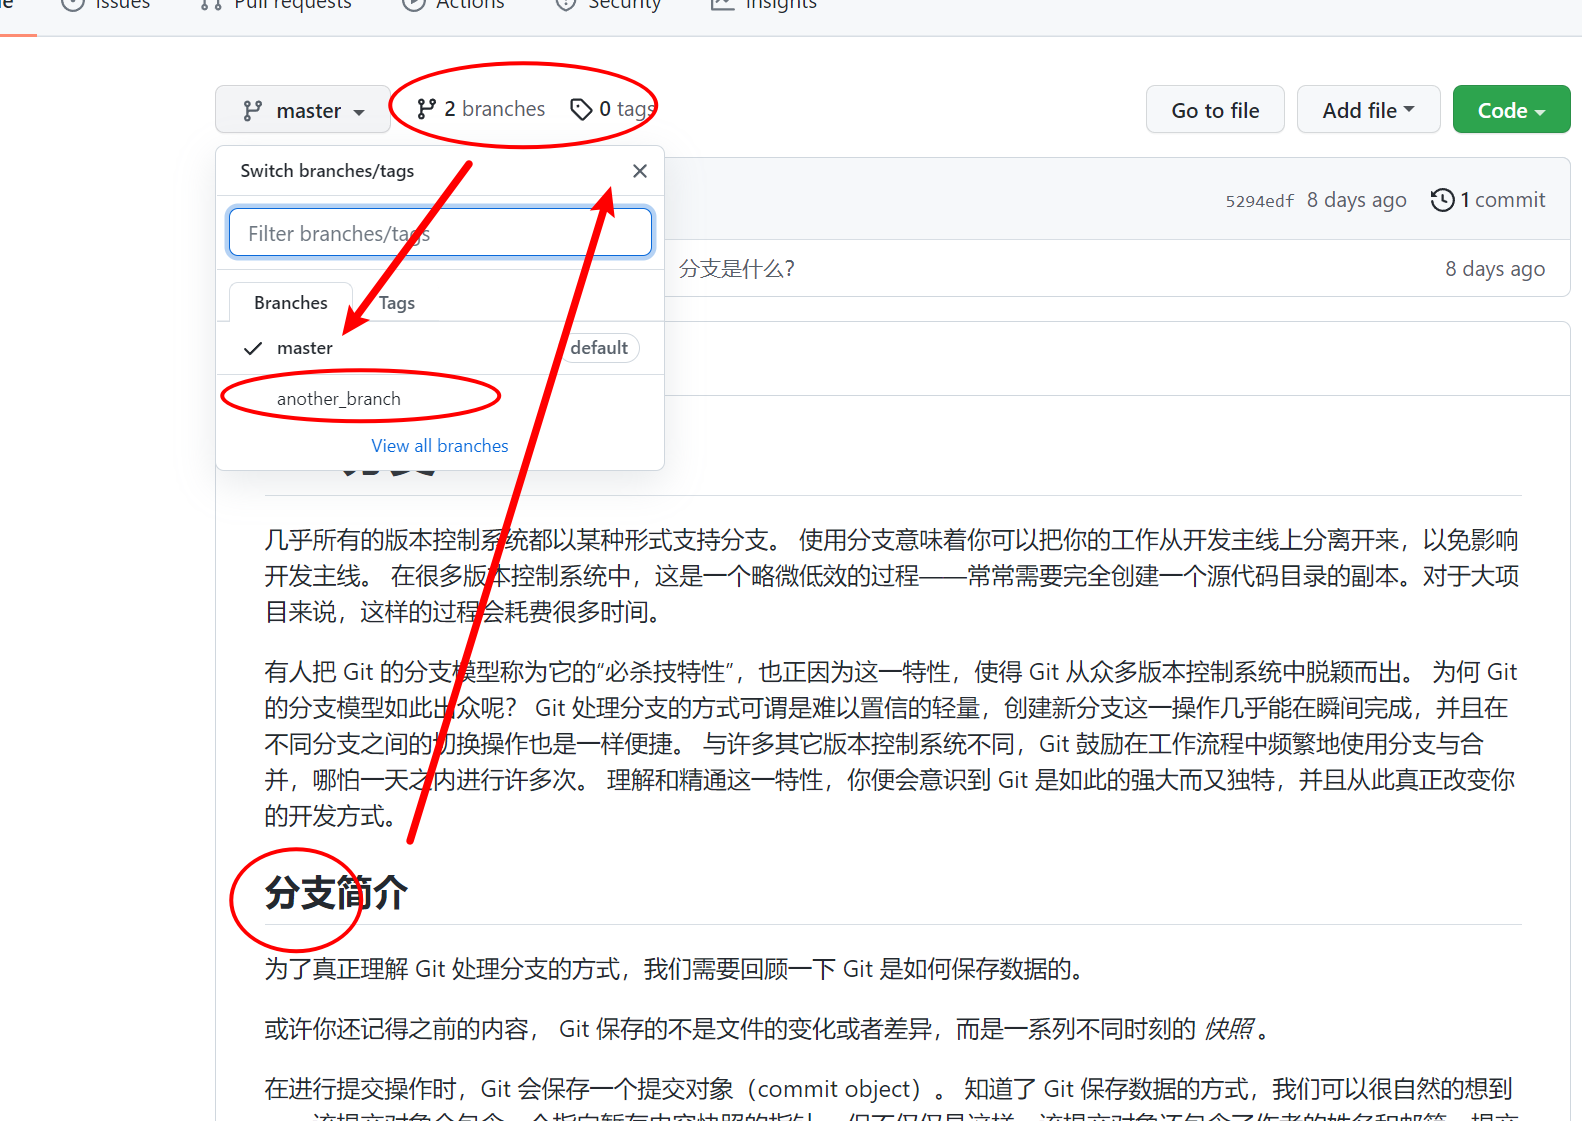 Issues Pull requests Actions Security Insights
master 2 branches 0 tags Go to file Add file Code
Switch branches/tags
5294edf 8 days ago 1 commit
Filter branches/tags
分支是什么? 8 days ago
Branches Tags
master default
another_branch
View all branches
分支
几乎所有的版本控制系统都以某种形式支持分支。 使用分支意味着你可以把你的工作从开发主线上分离开来，以免影响
开发主线。 在很多版本控制系统中，这是一个略微低效的过程——常常需要完全创建一个源代码目录的副本。对于大项
目来说，这样的过程会耗费很多时间。
有人把 Git 的分支模型称为它的“必杀技特性”，也正因为这一特性，使得 Git 从众多版本控制系统中脱颖而出。 为何 Git
的分支模型如此出众呢？ Git 处理分支的方式可谓是难以置信的轻量，创建新分支这一操作几乎能在瞬间完成，并且在
不同分支之间的切换操作也是一样便捷。 与许多其它版本控制系统不同，Git 鼓励在工作流程中频繁地使用分支与合
并，哪怕一天之内进行许多次。 理解和精通这一特性，你便会意识到 Git 是如此的强大而又独特，并且从此真正改变你
的开发方式。
分支简介
为了真正理解 Git 处理分支的方式，我们需要回顾一下 Git 是如何保存数据的。
或许你还记得之前的内容， Git 保存的不是文件的变化或者差异，而是一系列不同时刻的 快照 。
在进行提交操作时，Git 会保存一个提交对象（commit object）。 知道了 Git 保存数据的方式，我们可以很自然的想到